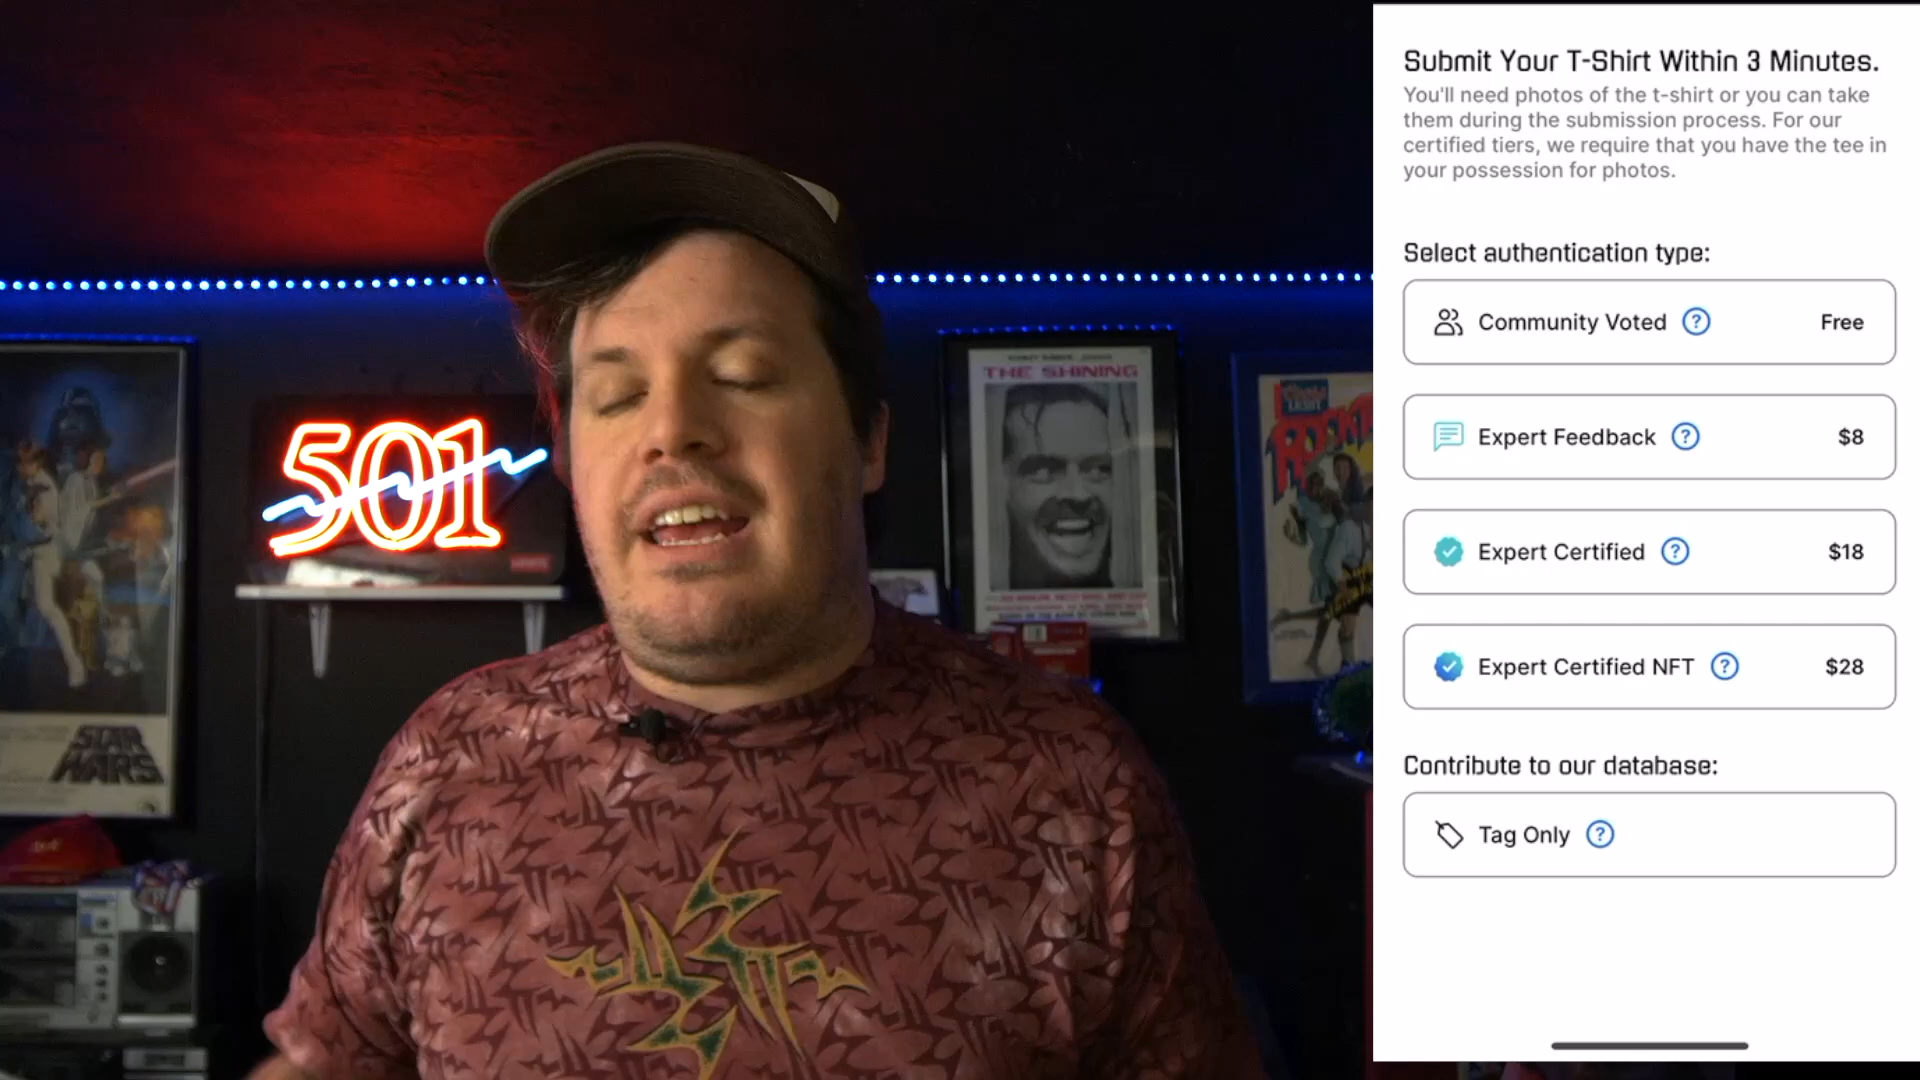 Submit Your T-Shirt Within 3 Minutes.
You'll need photos of the t-shirt or you can take
them during the submission process. For our
certified tiers, we require that you have the tee in
your possession for photos.
Select authentication type:
Community Voted ? Free
Expert Feedback ? $8
Expert Certified ? $18
Expert Certified NFT ? $28
Contribute to our database:
Tag Only ?
501
THE SHINING
STAR
WARS